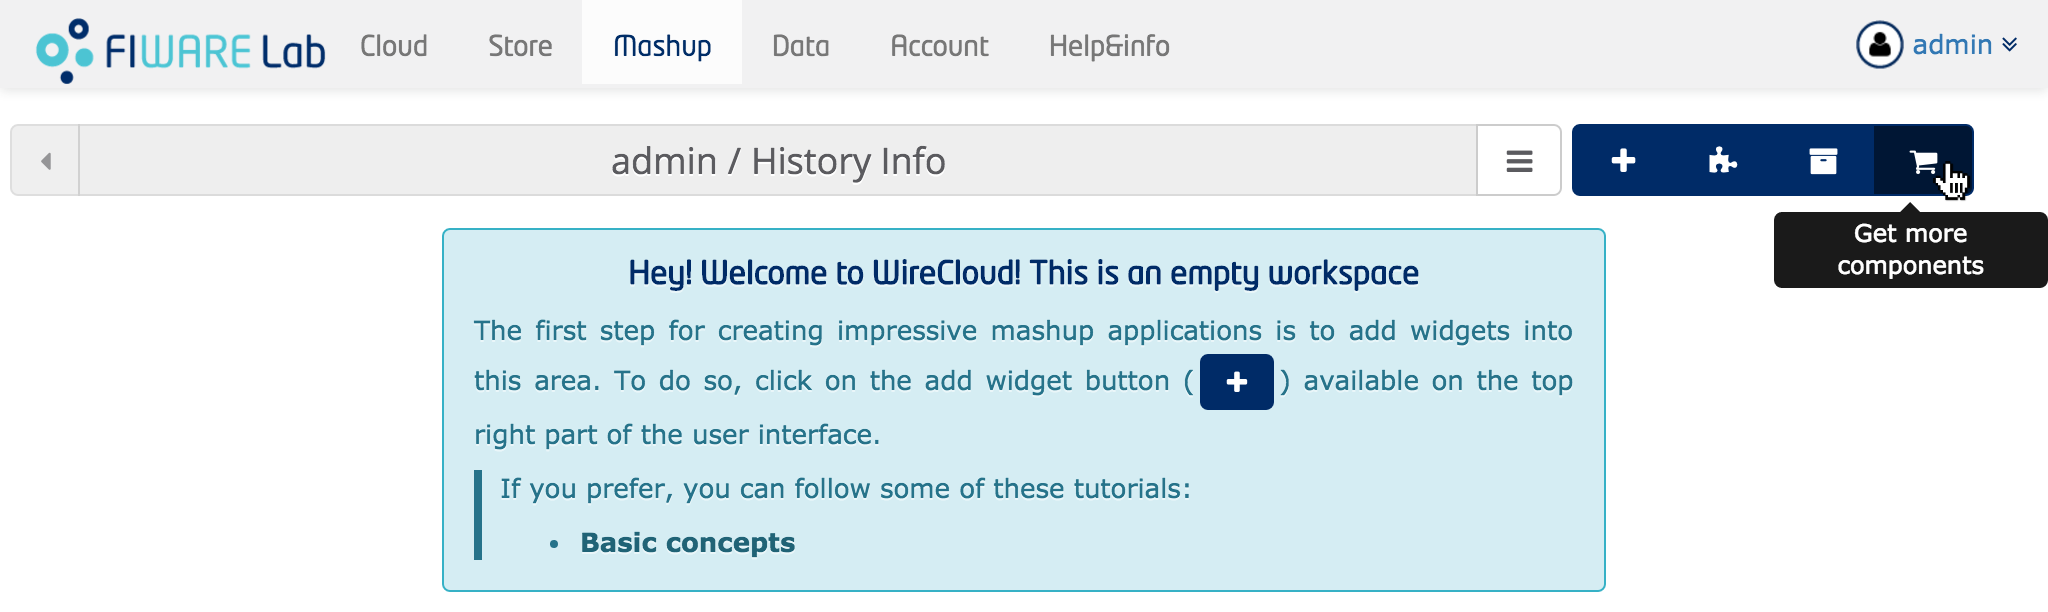 FIWARE Lab Cloud Store Mashup Data Account Help&info admin
admin / History Info
Get more
components
Hey! Welcome to WireCloud! This is an empty workspace
The first step for creating impressive mashup applications is to add widgets into
this area. To do so, click on the add widget button ( + ) available on the top
right part of the user interface.
If you prefer, you can follow some of these tutorials:
• Basic concepts